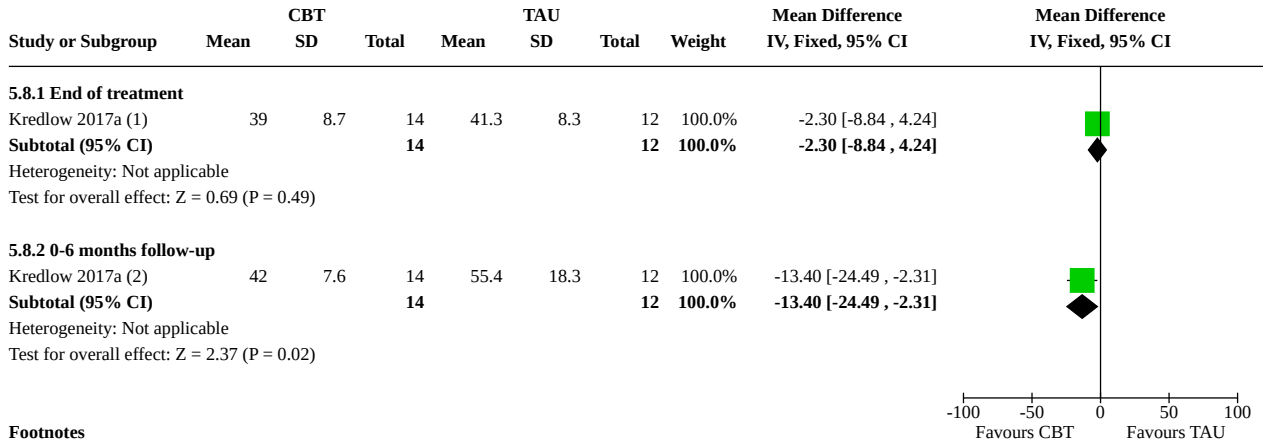 CBT TAU Mean Difference Mean Difference
Study or Subgroup Mean SD Total Mean SD Total Weight IV, Fixed, 95% CI IV, Fixed, 95% CI
5.8.1 End of treatment
Kredlow 2017a (1) 39 8.7 14 41.3 8.3 12 100.0% -2.30 [-8.84 , 4.24]
Subtotal (95% CI) 14 12 100.0% -2.30 [-8.84 , 4.24]
Heterogeneity: Not applicable
Test for overall effect: Z = 0.69 (P = 0.49)
5.8.2 0-6 months follow-up
Kredlow 2017a (2) 42 7.6 14 55.4 18.3 12 100.0% -13.40 [-24.49 , -2.31]
Subtotal (95% CI) 14 12 100.0% -13.40 [-24.49 , -2.31]
Heterogeneity: Not applicable
Test for overall effect: Z = 2.37 (P = 0.02)
-100 -50 0 50 100
Footnotes Favours CBT Favours TAU